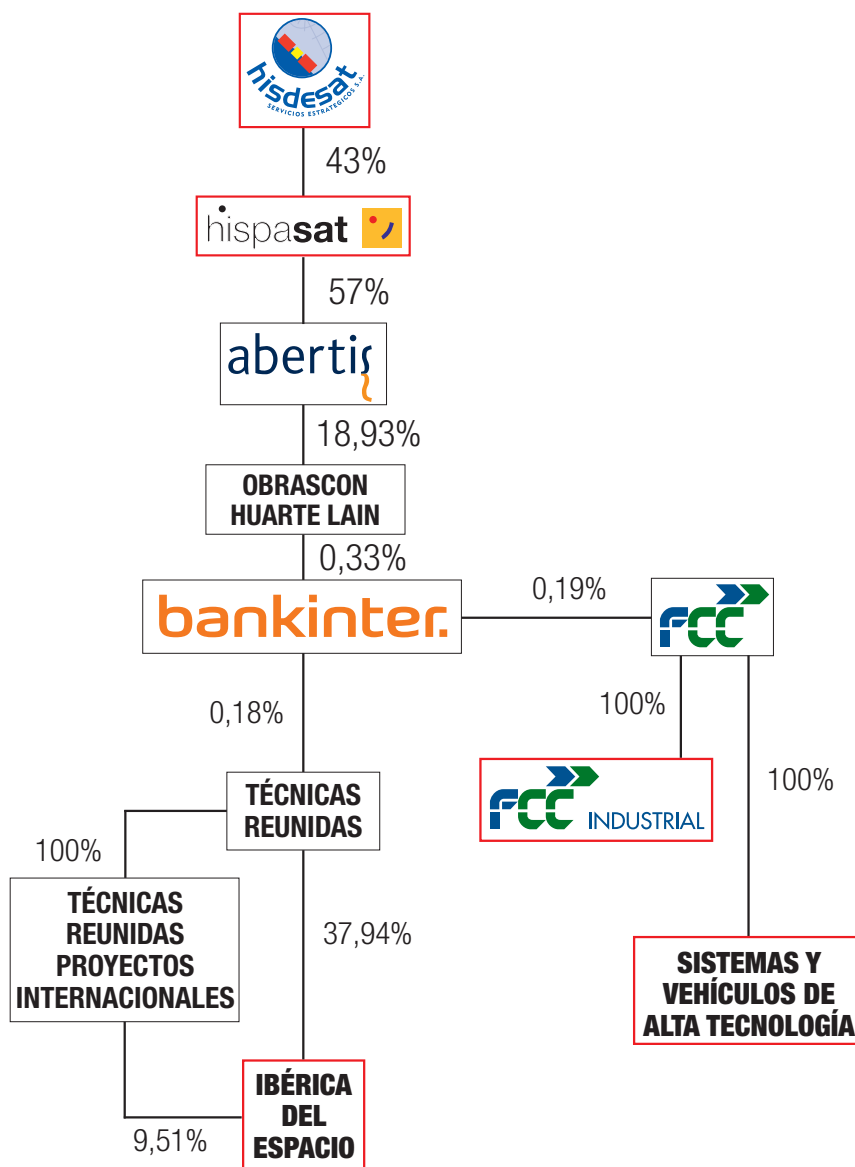 hisdesat
SERVICIOS ESTRATEGICOS S.A.
43%
hispasat
57%
abertis
18,93%
OBRASCON
HUARTE LAIN
0,33%
bankinter.
0,19%
FCC
0,18%
100%
FCC INDUSTRIAL
100%
TÉCNICAS
REUNIDAS
100%
TÉCNICAS
REUNIDAS
PROYECTOS
INTERNACIONALES
37,94%
SISTEMAS Y
VEHÍCULOS DE
ALTA TECNOLOGÍA
IBÉRICA
DEL
ESPACIO
9,51%